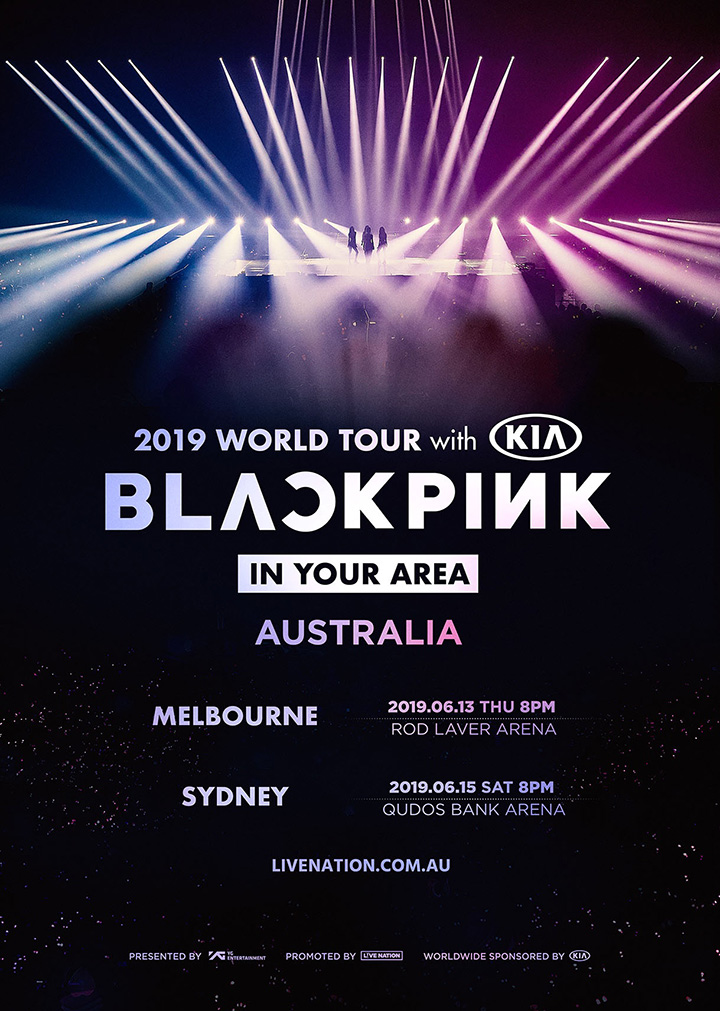 2019 WORLD TOUR with KIA
BLACKPINK
IN YOUR AREA
AUSTRALIA
MELBOURNE
2019.06.13 THU 8PM
ROD LAVER ARENA
SYDNEY
2019.06.15 SAT 8PM
QUDOS BANK ARENA
LIVENATION.COM.AU
PRESENTED BY YG ENTERTAINMENT PROMOTED BY LIVE NATION WORLDWIDE SPONSORED BY KIA